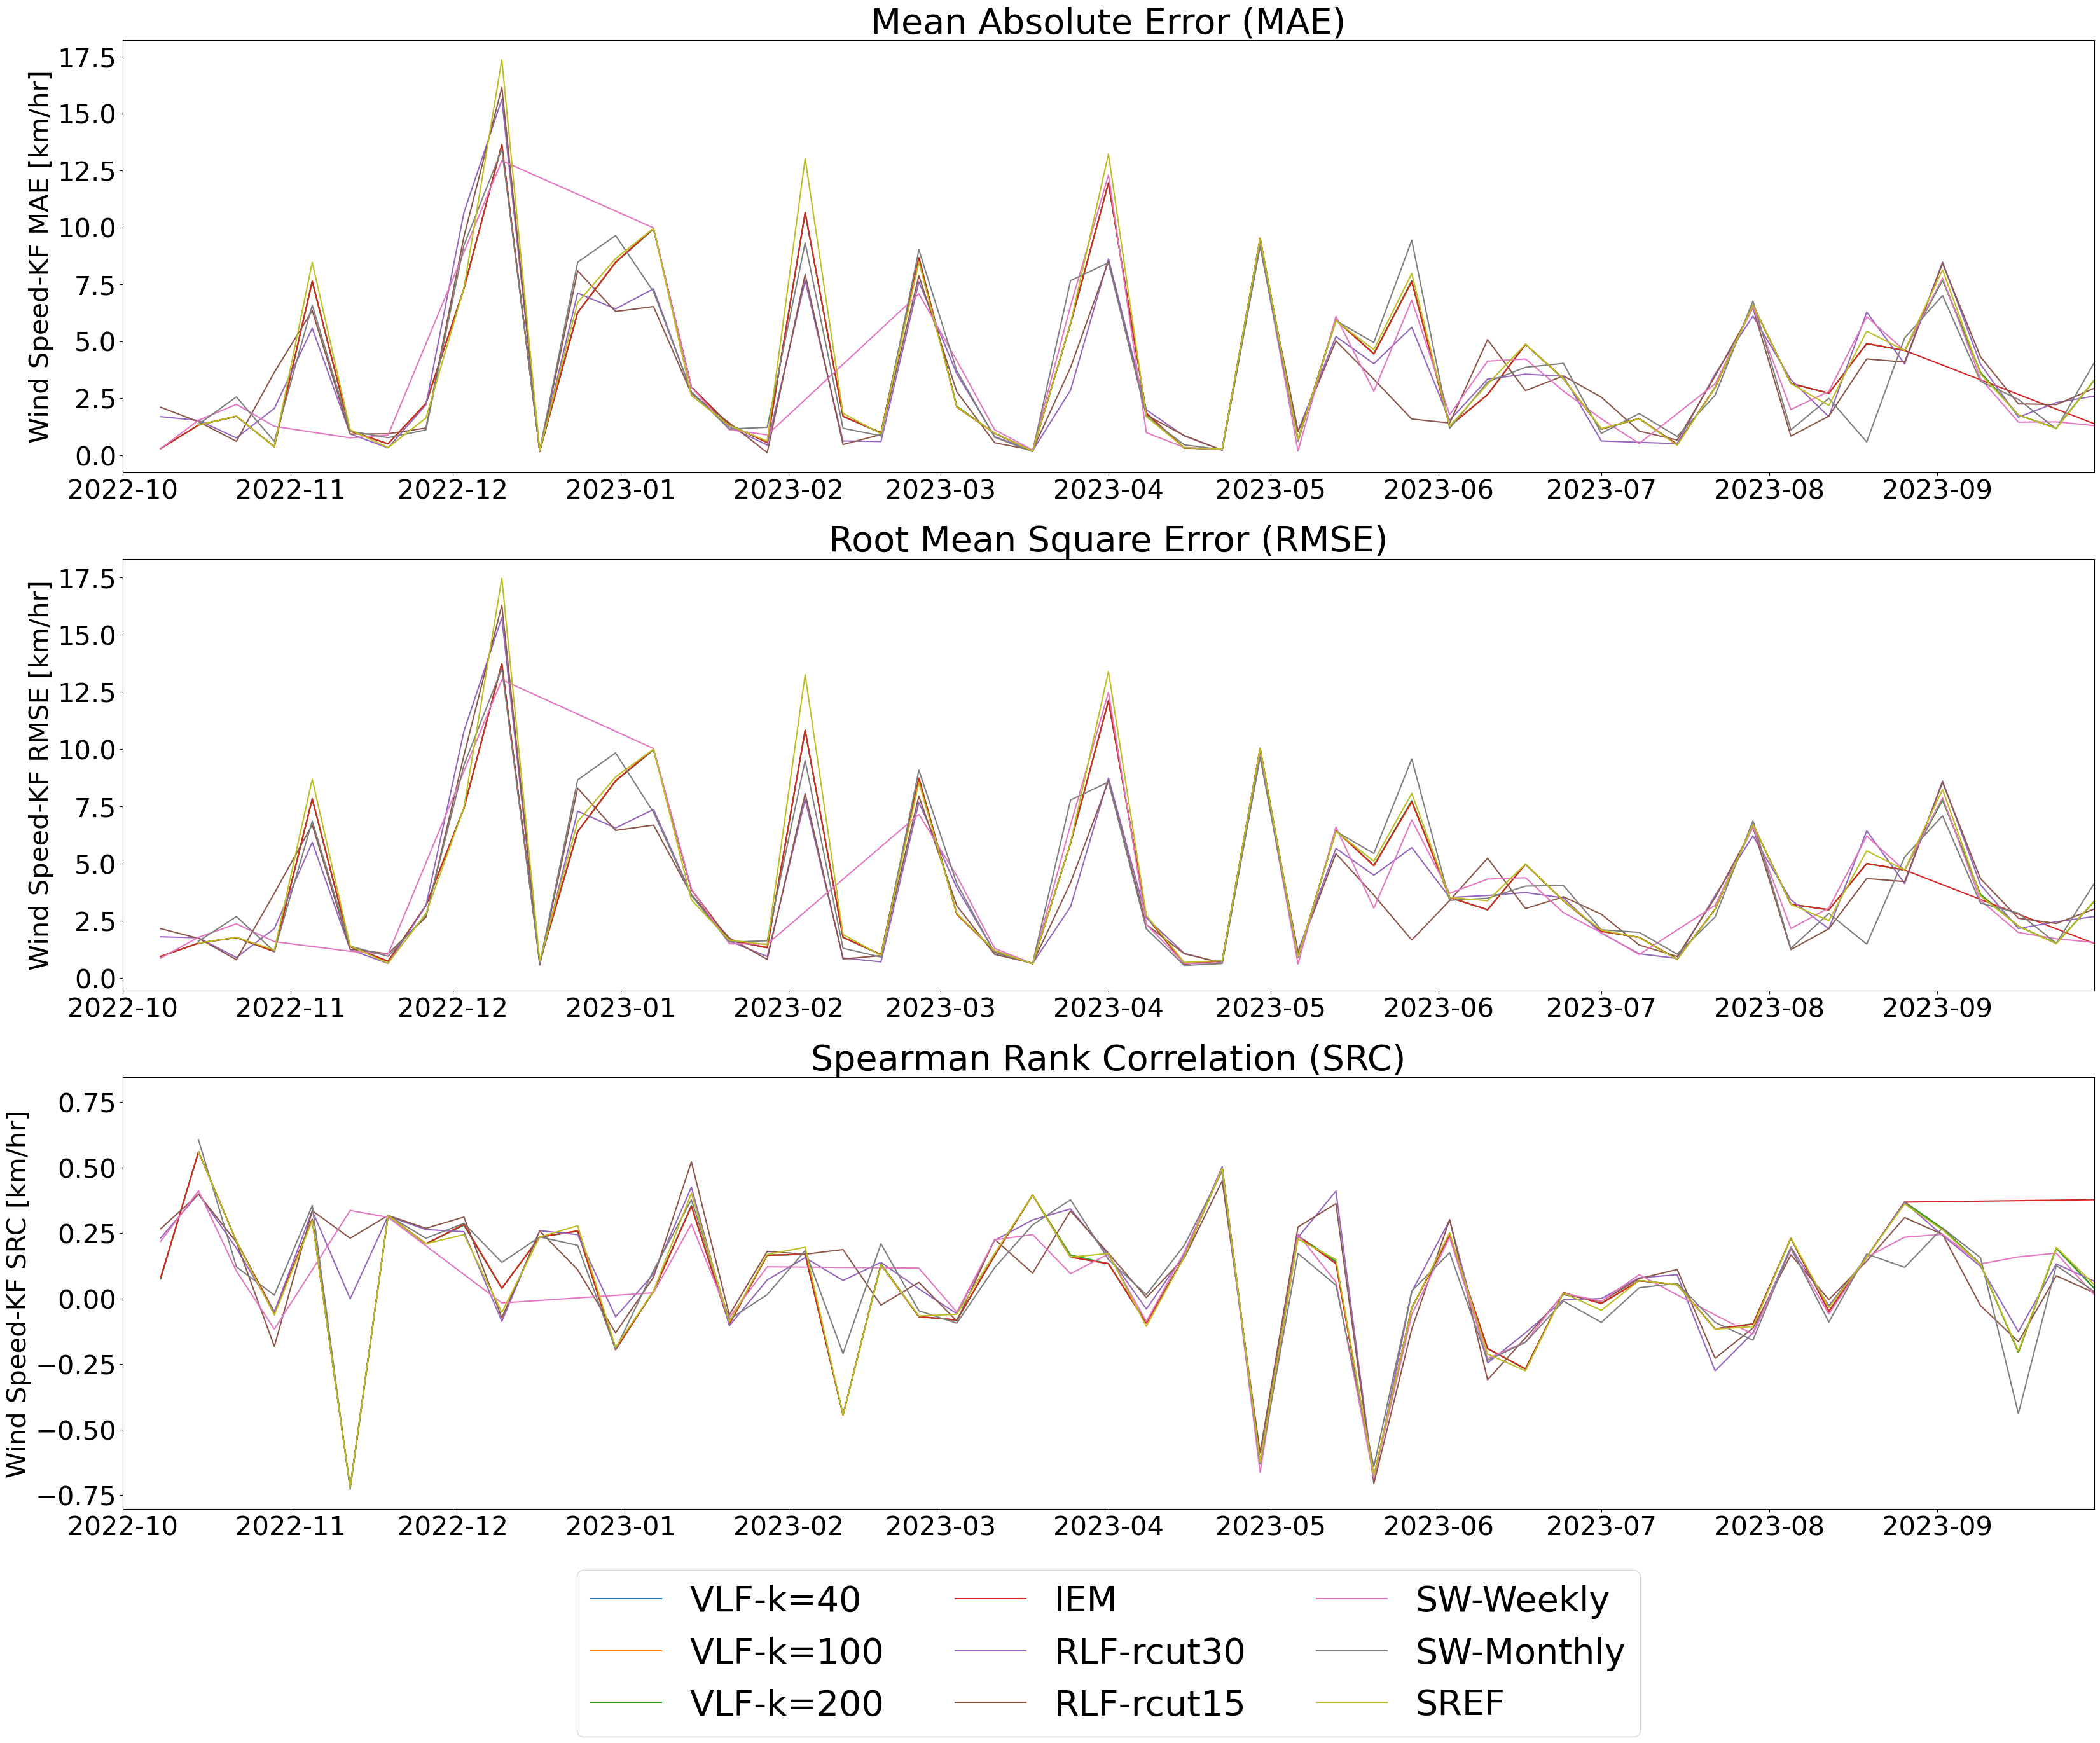 Mean Absolute Error (MAE)
Wind Speed-KF MAE [km/hr]
17.5
15.0
12.5
10.0
7.5
5.0
2.5
0.0
2022-10 2022-11 2022-12 2023-01 2023-02 2023-03 2023-04 2023-05 2023-06 2023-07 2023-08 2023-09
Root Mean Square Error (RMSE)
Wind Speed-KF RMSE [km/hr]
17.5
15.0
12.5
10.0
7.5
5.0
2.5
0.0
2022-10 2022-11 2022-12 2023-01 2023-02 2023-03 2023-04 2023-05 2023-06 2023-07 2023-08 2023-09
Spearman Rank Correlation (SRC)
Wind Speed-KF SRC [km/hr]
0.75
0.50
0.25
0.00
−0.25
−0.50
−0.75
2022-10 2022-11 2022-12 2023-01 2023-02 2023-03 2023-04 2023-05 2023-06 2023-07 2023-08 2023-09
VLF-k=40 IEM SW-Weekly
VLF-k=100 RLF-rcut30 SW-Monthly
VLF-k=200 RLF-rcut15 SREF